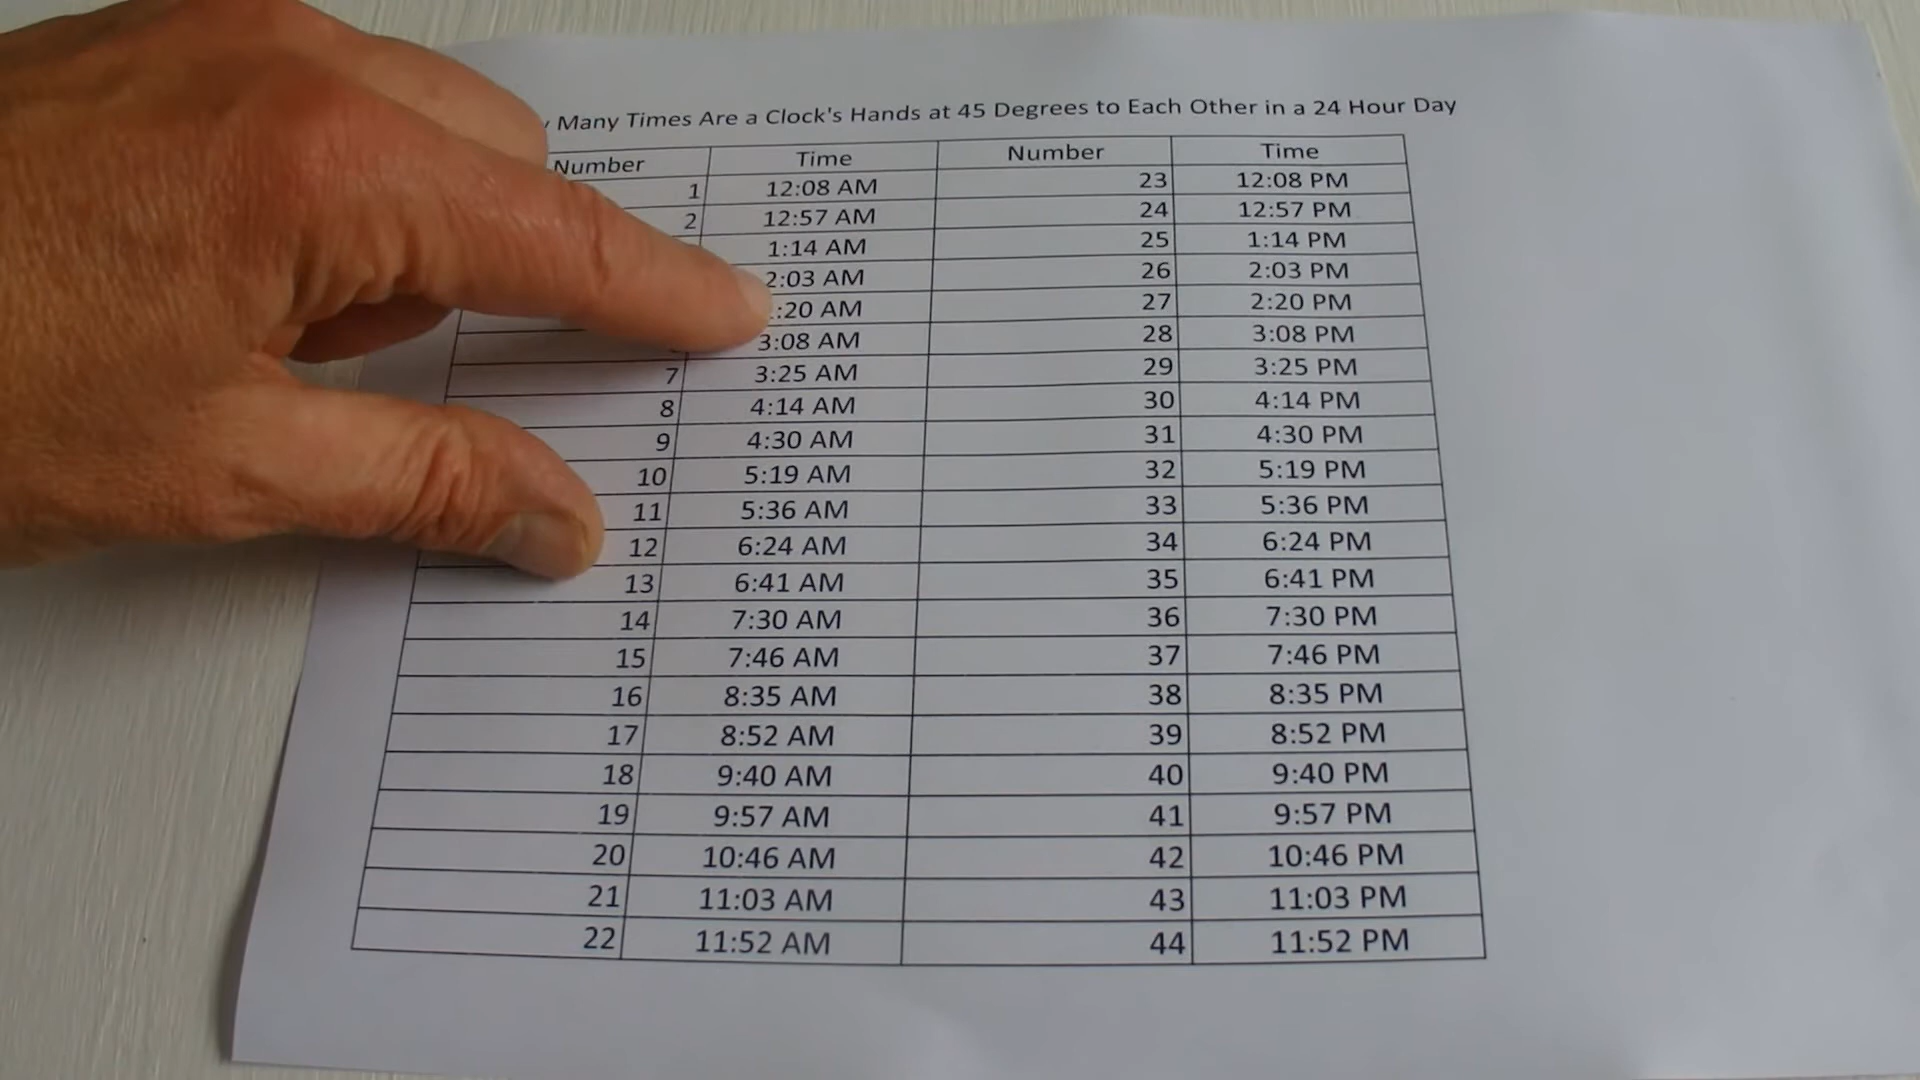 Many Times Are a Clock's Hands at 45 Degrees to Each Other in a 24 Hour Day
Number Time Number Time
1 12:08 AM 23 12:08 PM
2 12:57 AM 24 12:57 PM
1:14 AM 25 1:14 PM
2:03 AM 26 2:03 PM
:20 AM 27 2:20 PM
3:08 AM 28 3:08 PM
7 3:25 AM 29 3:25 PM
8 4:14 AM 30 4:14 PM
9 4:30 AM 31 4:30 PM
10 5:19 AM 32 5:19 PM
11 5:36 AM 33 5:36 PM
12 6:24 AM 34 6:24 PM
13 6:41 AM 35 6:41 PM
14 7:30 AM 36 7:30 PM
15 7:46 AM 37 7:46 PM
16 8:35 AM 38 8:35 PM
17 8:52 AM 39 8:52 PM
18 9:40 AM 40 9:40 PM
19 9:57 AM 41 9:57 PM
20 10:46 AM 42 10:46 PM
21 11:03 AM 43 11:03 PM
22 11:52 AM 44 11:52 PM